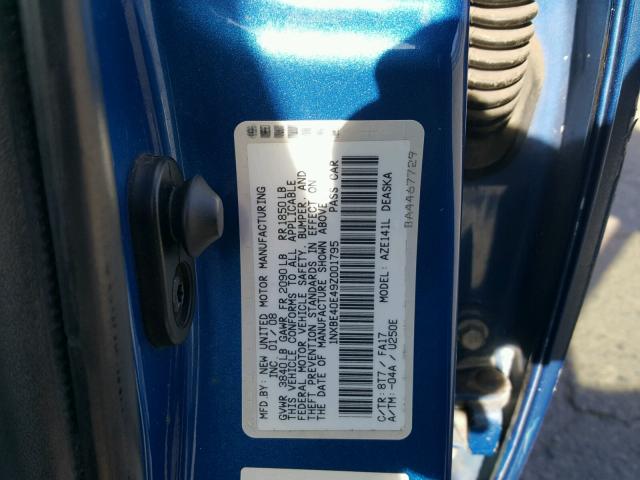 MFD BY: NEW UNITED MOTOR MANUFACTURING
INC 01/08
GVWR 3840LB GAWR FR 2090LB RR1850LB
THIS VEHICLE CONFORMS TO ALL APPLICABLE
FEDERAL MOTOR VEHICLE SAFETY, BUMPER, AND
THEFT PREVENTION STANDARDS IN EFFECT ON
THE DATE OF MANUFACTURE SHOWN ABOVE.
1NXBE40E49Z001795 PASS CAR
C/TR: 8T7 / FA17 MODEL: AZE141L DEASKA
A/TM: -04A / U250E
BA4467729